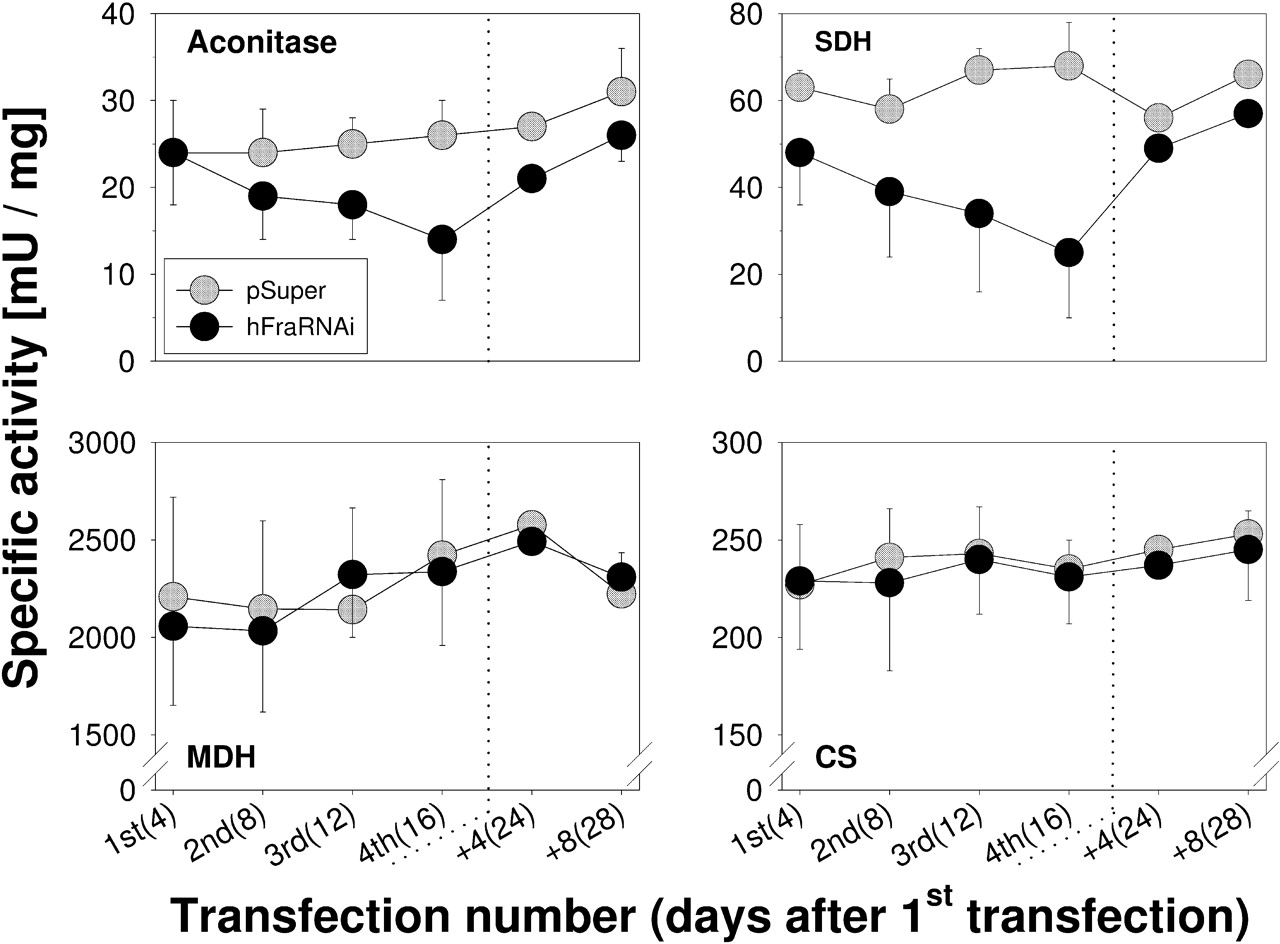 Specific activity [mU / mg]
Aconitase
40
30
20
10
0
pSuper
hFraRNAi
SDH
80
60
40
20
0
3000
2500
2000
1500
0
MDH
300
250
200
150
0
CS
1st(4)
2nd(8)
3rd(12)
4th(16)
+4(24)
+8(28)
1st(4)
2nd(8)
3rd(12)
4th(16)
+4(24)
+8(28)
Transfection number (days after 1st transfection)